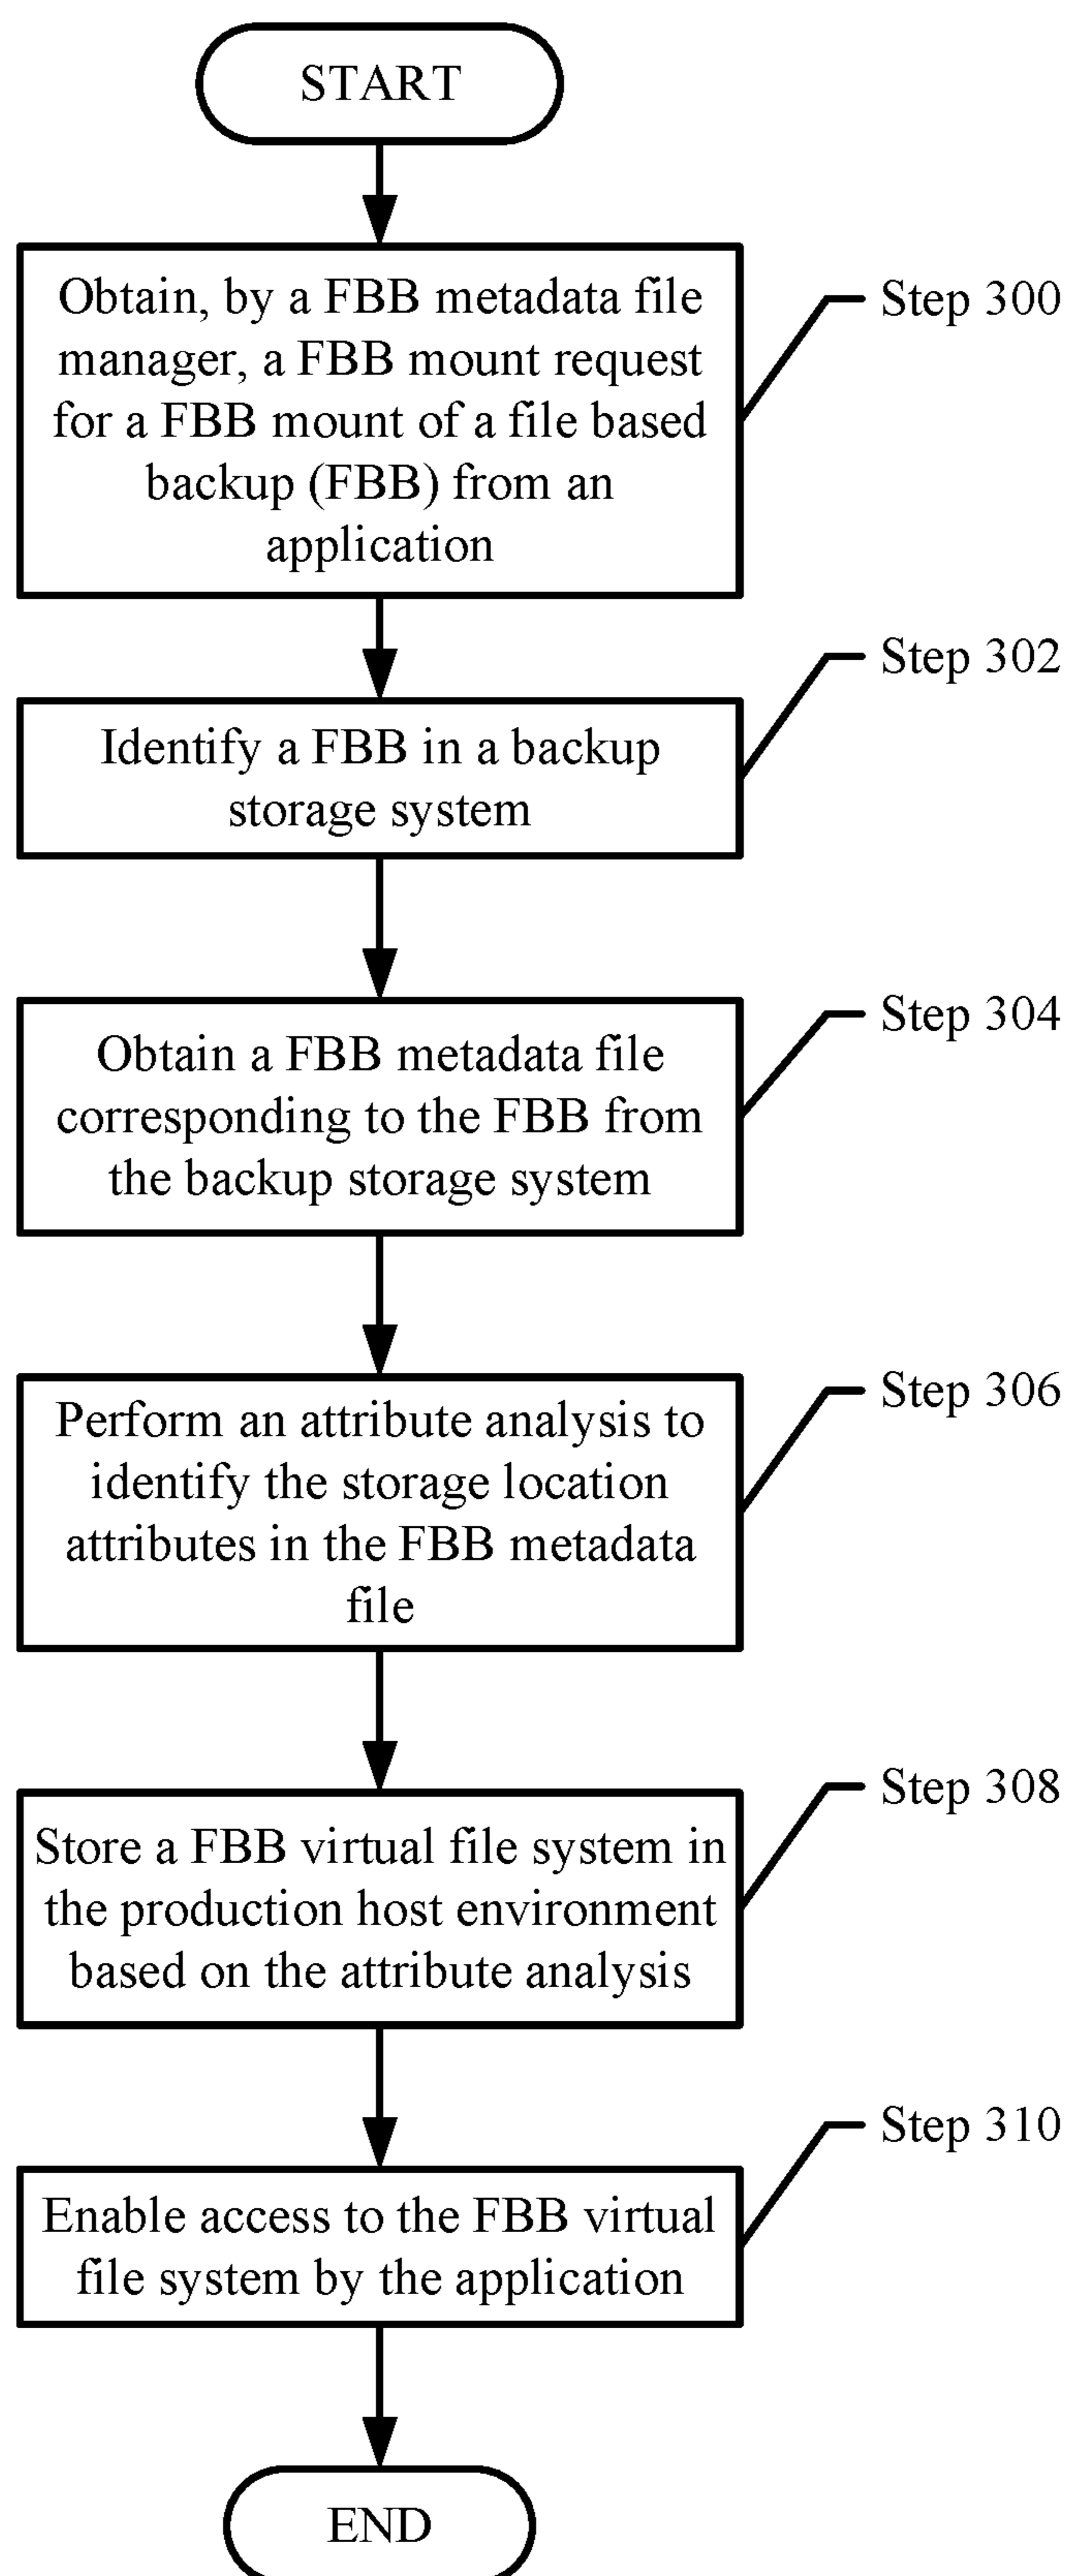 START
Obtain, by a FBB metadata file
manager, a FBB mount request
for a FBB mount of a file based
backup (FBB) from an
application
Step 300
Identify a FBB in a backup
storage system
Step 302
Obtain a FBB metadata file
corresponding to the FBB from
the backup storage system
Step 304
Perform an attribute analysis to
identify the storage location
attributes in the FBB metadata
file
Step 306
Store a FBB virtual file system in
the production host environment
based on the attribute analysis
Step 308
Enable access to the FBB virtual
file system by the application
Step 310
END